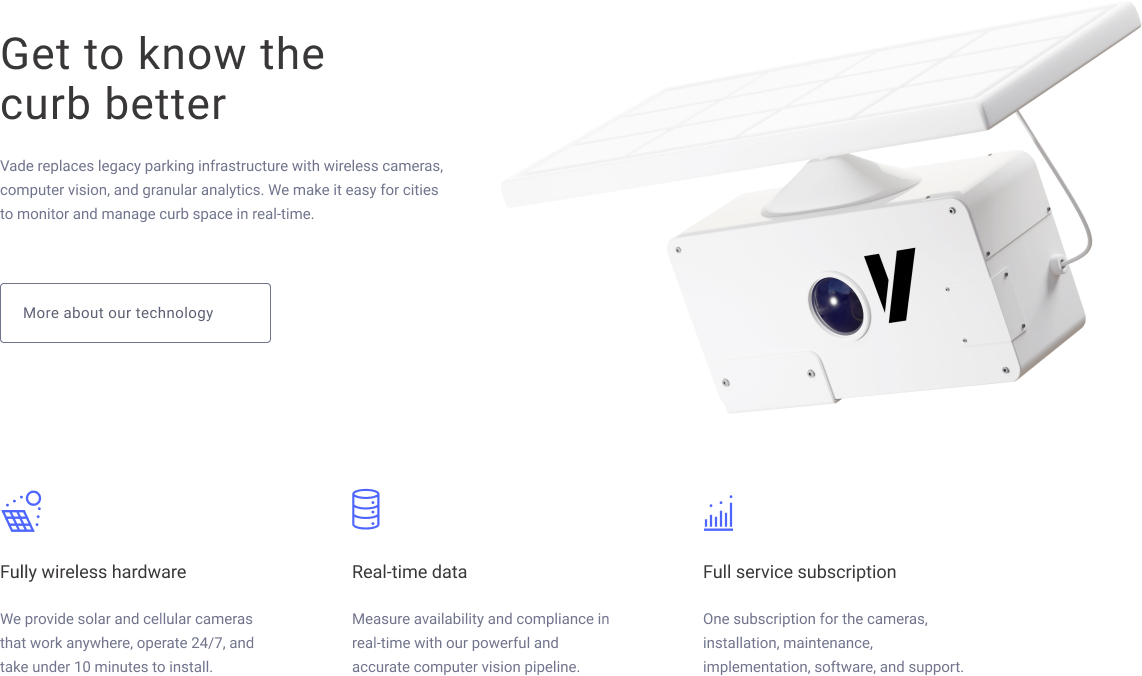 Get to know the
curb better
Vade replaces legacy parking infrastructure with wireless cameras,
computer vision, and granular analytics. We make it easy for cities
to monitor and manage curb space in real-time.
More about our technology
V
Fully wireless hardware
We provide solar and cellular cameras
that work anywhere, operate 24/7, and
take under 10 minutes to install.
Real-time data
Measure availability and compliance in
real-time with our powerful and
accurate computer vision pipeline.
Full service subscription
One subscription for the cameras,
installation, maintenance,
implementation, software, and support.